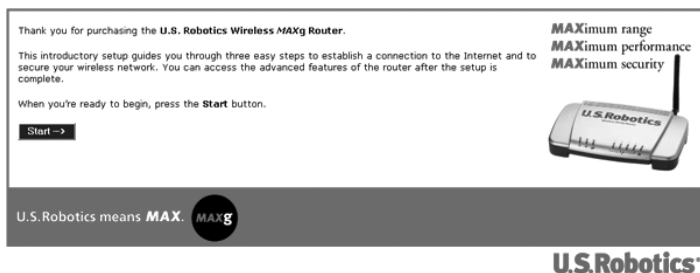 Thank you for purchasing the U.S. Robotics Wireless MAXg Router.
This introductory setup guides you through three easy steps to establish a connection to the Internet and to
secure your wireless network. You can access the advanced features of the router after the setup is
complete.
When you're ready to begin, press the Start button.
Start -->
MAXimum range
MAXimum performance
MAXimum security
U.S.Robotics
U.S.Robotics means MAX. MAXg
U.S.Robotics